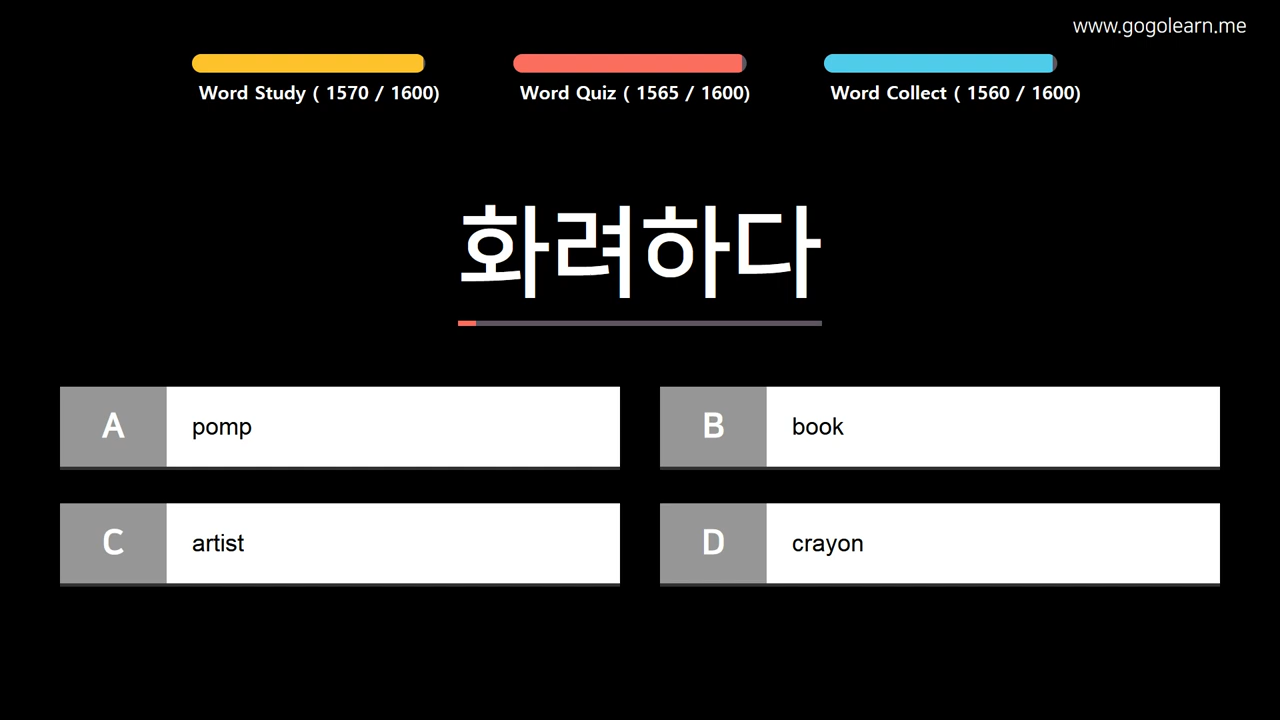 www.gogolearn.me
Word Study ( 1570 / 1600)
Word Quiz ( 1565 / 1600)
Word Collect ( 1560 / 1600)
화려하다
A pomp
B book
C artist
D crayon